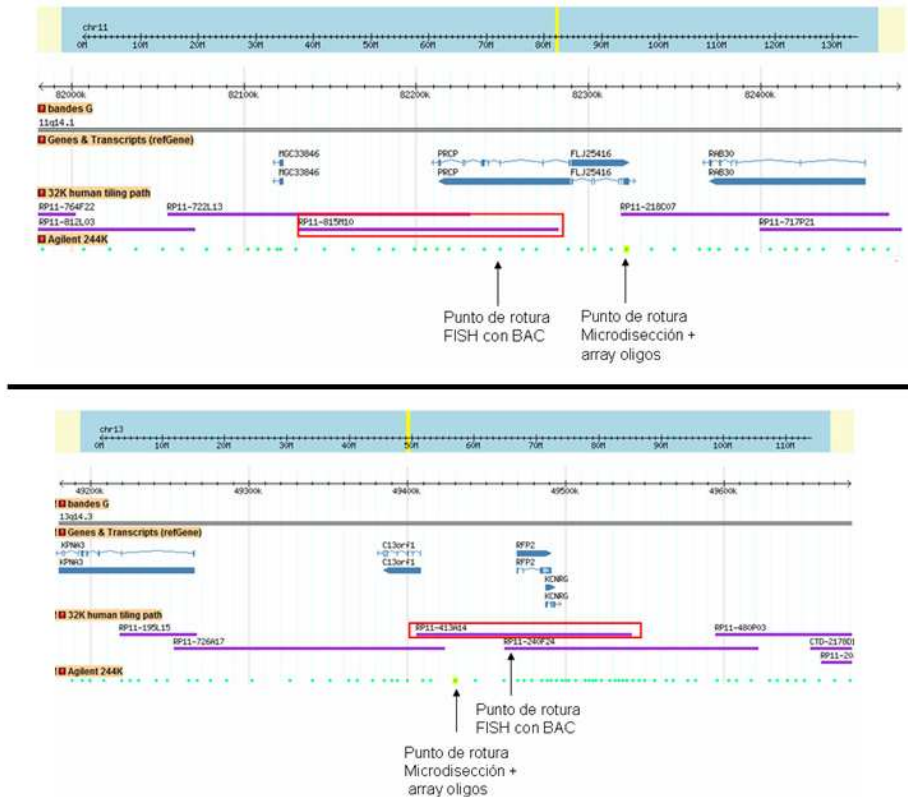 chr11
0M 10M 20M 30M 40M 50M 60M 70M 80M 90M 100M 110M 120M 130M
82000k 82100k 82200k 82300k 82400k
bandes G
11q14.1
Genes & Transcripts (refGene)
MGC33846 PRCP FLJ25416 RAB30
MGC33846 PRCP FLJ25416 RAB30
32K human tiling path
RP11-764F22 RP11-722L13 RP11-218C07
RP11-812L03 RP11-815M10 RP11-717P21
Agilent 244K
Punto de rotura
FISH con BAC
Punto de rotura
Microdisección +
array oligos
chr13
0M 10M 20M 30M 40M 50M 60M 70M 80M 90M 100M 110M
49200k 49300k 49400k 49500k 49600k
bandes G
13q14.3
Genes & Transcripts (refGene)
KPNA3 C13orf1 RFP2
KPNA3 C13orf1 RFP2
KCNRG
KCNRG
32K human tiling path
RP11-195L15 RP11-413A14 RP11-480P03
RP11-726A17 RP11-240F24 CTD-2178D1
RP11-20
Agilent 244K
Punto de rotura
FISH con BAC
Punto de rotura
Microdisección +
array oligos